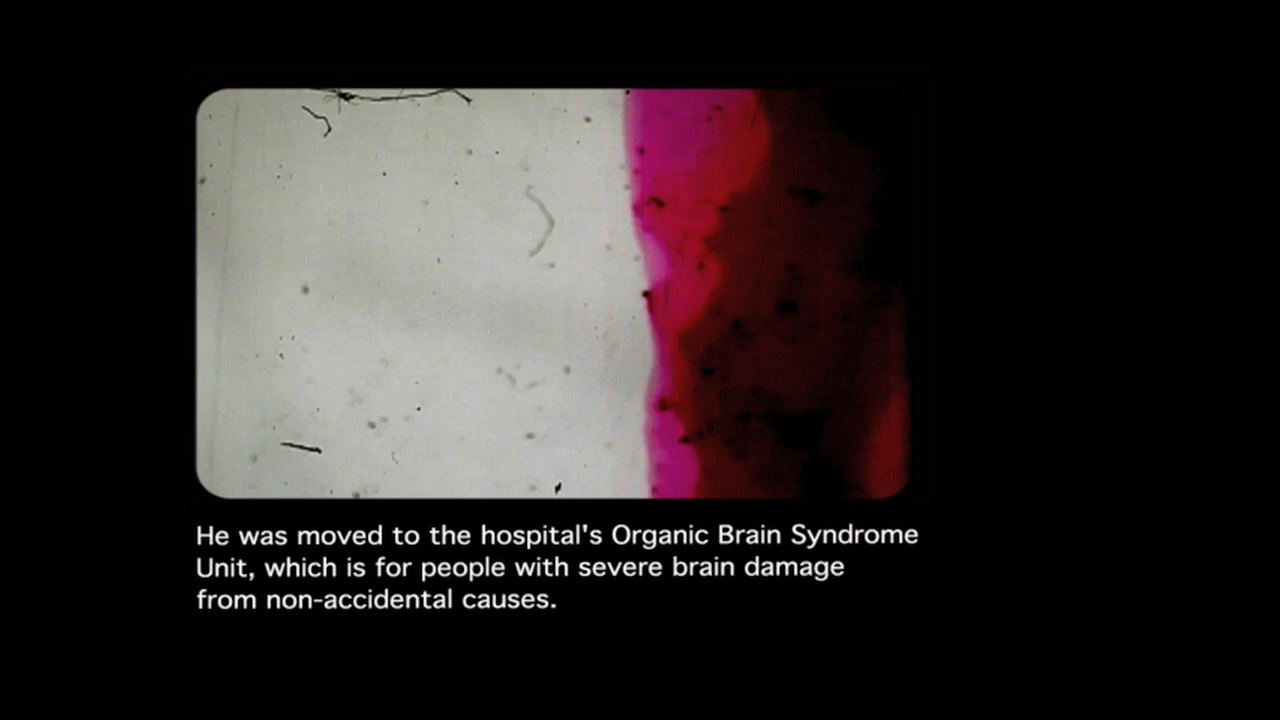 He was moved to the hospital's Organic Brain Syndrome
Unit, which is for people with severe brain damage
from non-accidental causes.